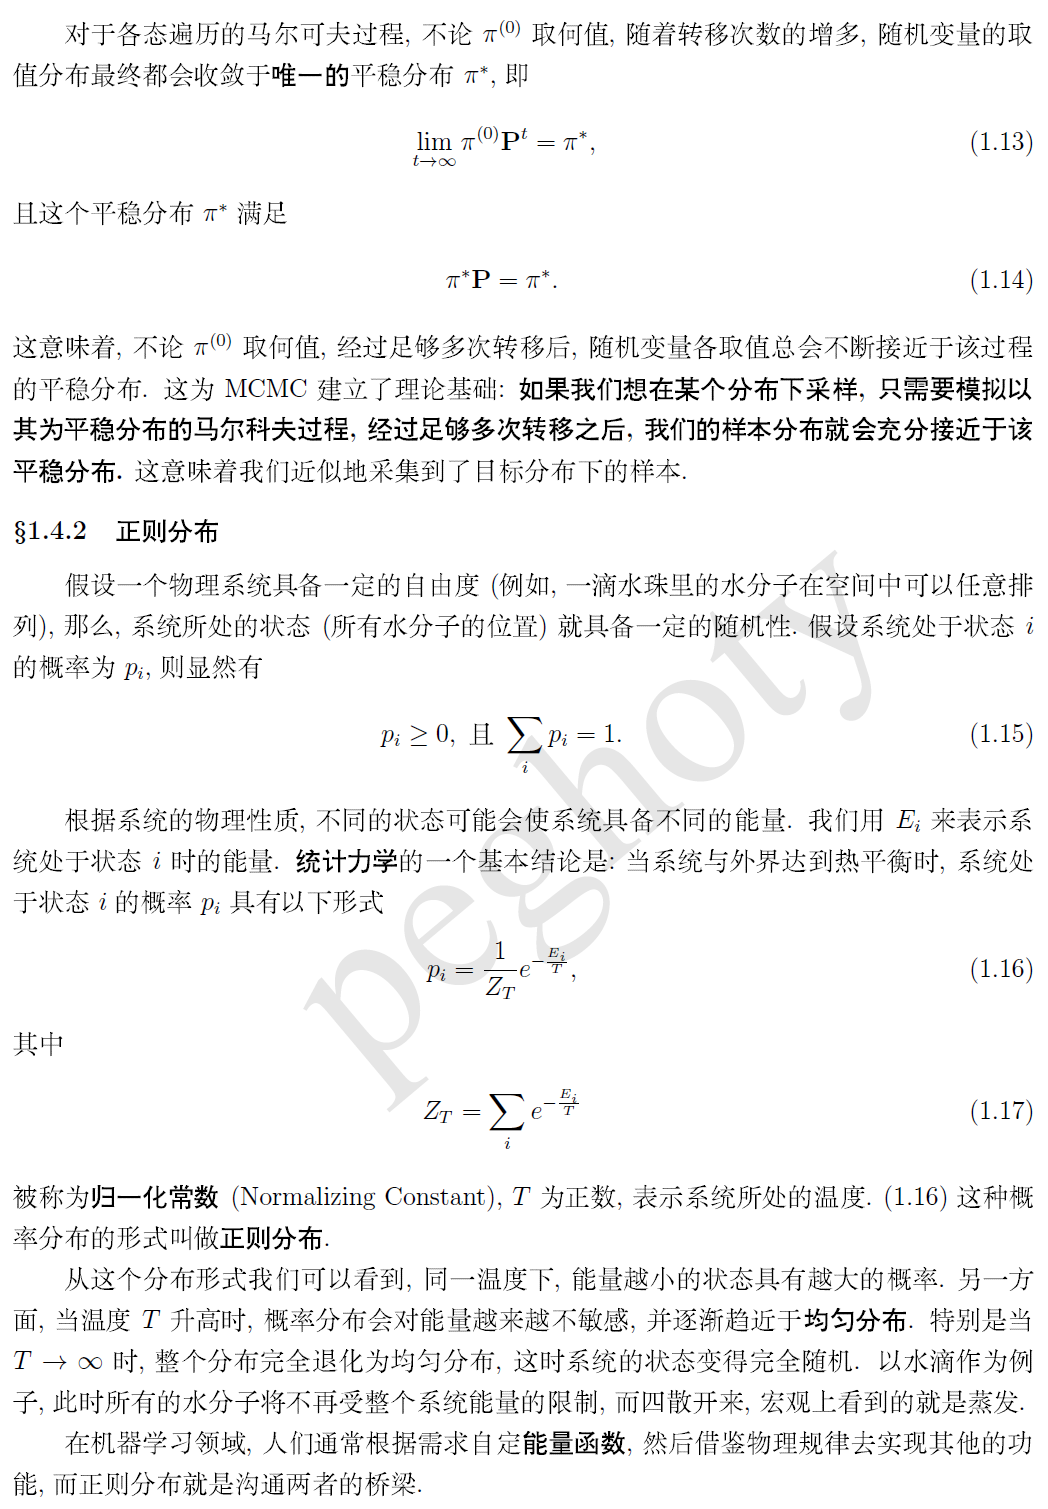 对于各态遍历的马尔可夫过程, 不论 π⁽⁰⁾ 取何值, 随着转移次数的增多, 随机变量的取
值分布最终都会收敛于唯一的平稳分布 π*, 即
lim_{t→∞} π⁽⁰⁾Pᵗ = π*, (1.13)
且这个平稳分布 π* 满足
π*P = π*. (1.14)
这意味着, 不论 π⁽⁰⁾ 取何值, 经过足够多次转移后, 随机变量各取值总会不断接近于该过程
的平稳分布. 这为 MCMC 建立了理论基础: 如果我们想在某个分布下采样, 只需要模拟以
其为平稳分布的马尔科夫过程, 经过足够多次转移之后, 我们的样本分布就会充分接近于该
平稳分布. 这意味着我们近似地采集到了目标分布下的样本.
§1.4.2 正则分布
假设一个物理系统具备一定的自由度 (例如, 一滴水珠里的水分子在空间中可以任意排
列), 那么, 系统所处的状态 (所有水分子的位置) 就具备一定的随机性. 假设系统处于状态 i
的概率为 p_i, 则显然有
p_i ≥ 0, 且 ∑_i p_i = 1. (1.15)
根据系统的物理性质, 不同的状态可能会使系统具备不同的能量. 我们用 E_i 来表示系
统处于状态 i 时的能量. 统计力学的一个基本结论是: 当系统与外界达到热平衡时, 系统处
于状态 i 的概率 p_i 具有以下形式
p_i = \frac{1}{Z_T} e^{-\frac{E_i}{T}}, (1.16)
其中
Z_T = ∑_i e^{-\frac{E_i}{T}} (1.17)
被称为归一化常数 (Normalizing Constant), T 为正数, 表示系统所处的温度. (1.16) 这种概
率分布的形式叫做正则分布.
从这个分布形式我们可以看到, 同一温度下, 能量越小的状态具有越大的概率. 另一方
面, 当温度 T 升高时, 概率分布会对能量越来越不敏感, 并逐渐趋近于均匀分布. 特别是当
T → ∞ 时, 整个分布完全退化为均匀分布, 这时系统的状态变得完全随机. 以水滴作为例
子, 此时所有的水分子将不再受整个系统能量的限制, 而四散开来, 宏观上看到的就是蒸发.
在机器学习领域, 人们通常根据需求自定能量函数, 然后借鉴物理规律去实现其他的功
能, 而正则分布就是沟通两者的桥梁.
peghoty